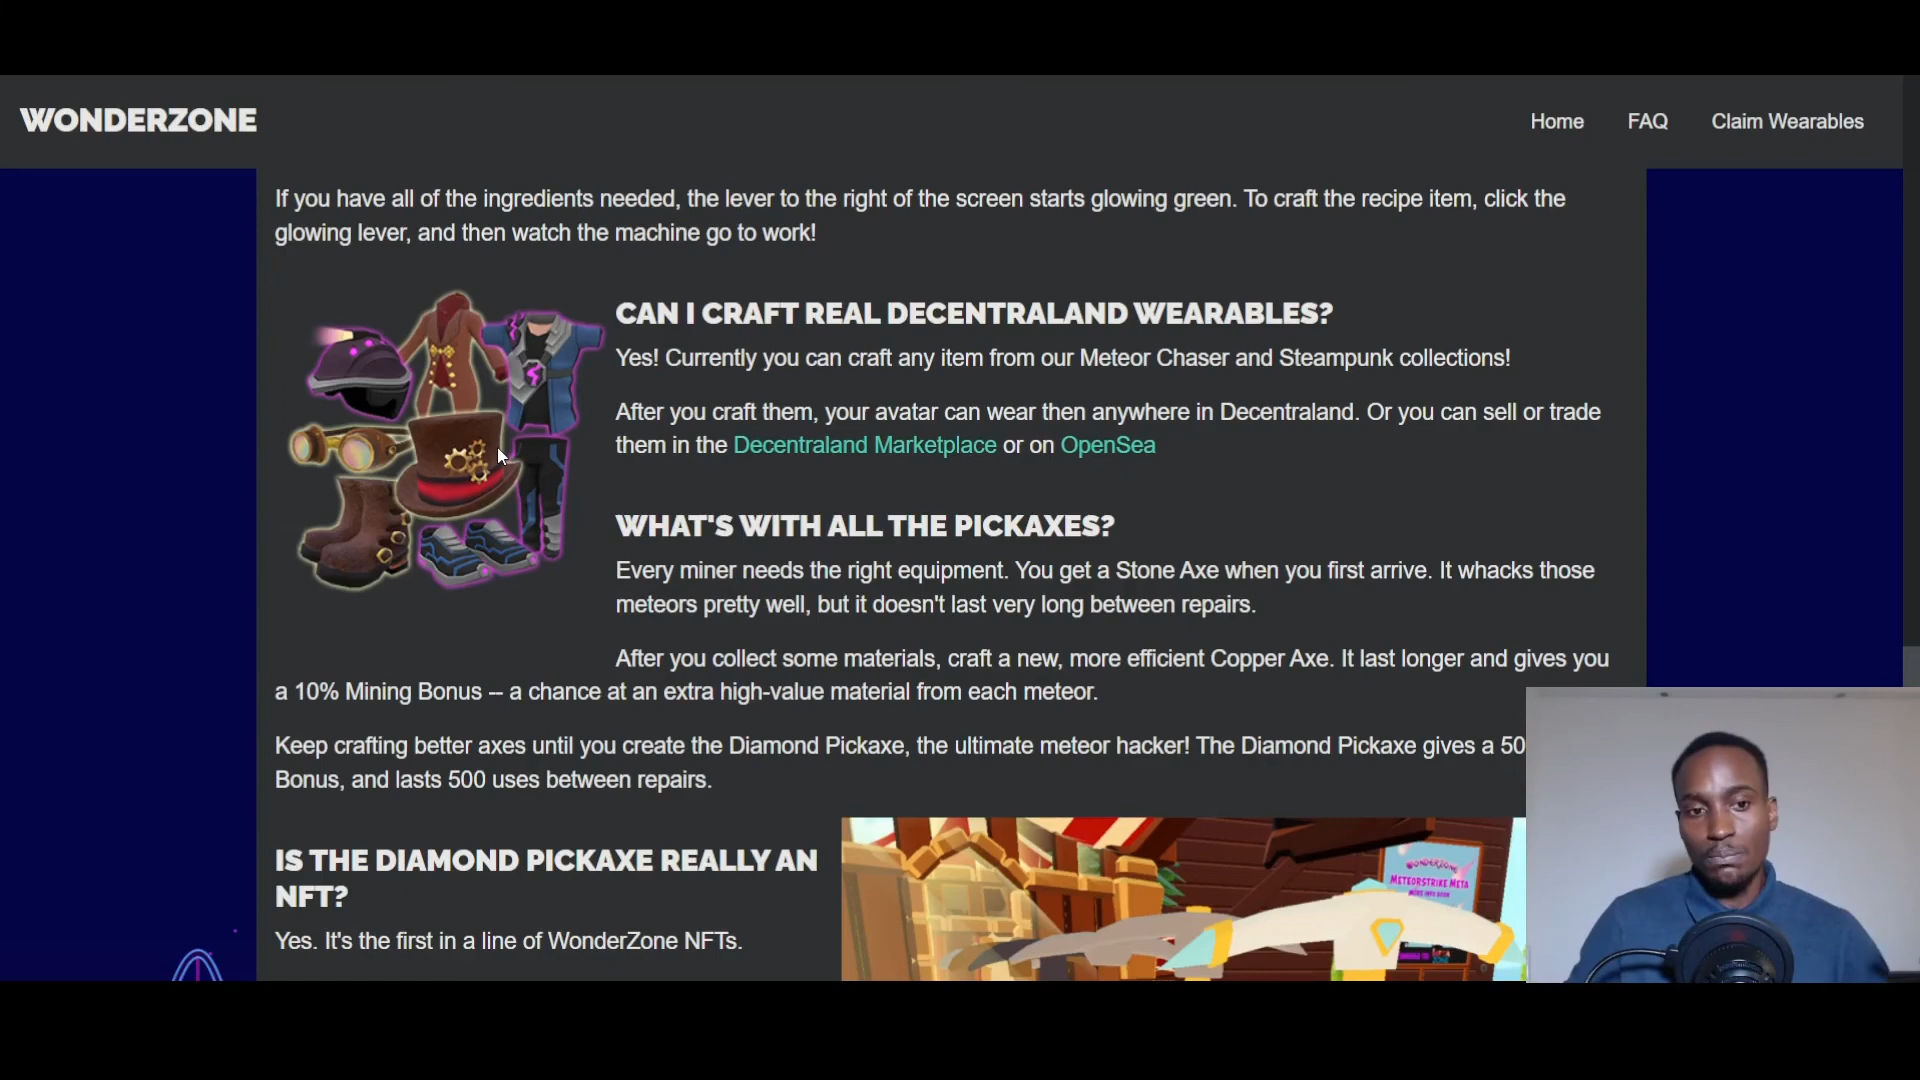 WONDERZONE
Home
FAQ
Claim Wearables
If you have all of the ingredients needed, the lever to the right of the screen starts glowing green. To craft the recipe item, click the
glowing lever, and then watch the machine go to work!
CAN I CRAFT REAL DECENTRALAND WEARABLES?
Yes! Currently you can craft any item from our Meteor Chaser and Steampunk collections!
After you craft them, your avatar can wear then anywhere in Decentraland. Or you can sell or trade
them in the Decentraland Marketplace or on OpenSea
WHAT'S WITH ALL THE PICKAXES?
Every miner needs the right equipment. You get a Stone Axe when you first arrive. It whacks those
meteors pretty well, but it doesn't last very long between repairs.
After you collect some materials, craft a new, more efficient Copper Axe. It last longer and gives you
a 10% Mining Bonus -- a chance at an extra high-value material from each meteor.
Keep crafting better axes until you create the Diamond Pickaxe, the ultimate meteor hacker! The Diamond Pickaxe gives a 50
Bonus, and lasts 500 uses between repairs.
IS THE DIAMOND PICKAXE REALLY AN
NFT?
Yes. It's the first in a line of WonderZone NFTs.
WONDERZONE
METEORSTRIKE META